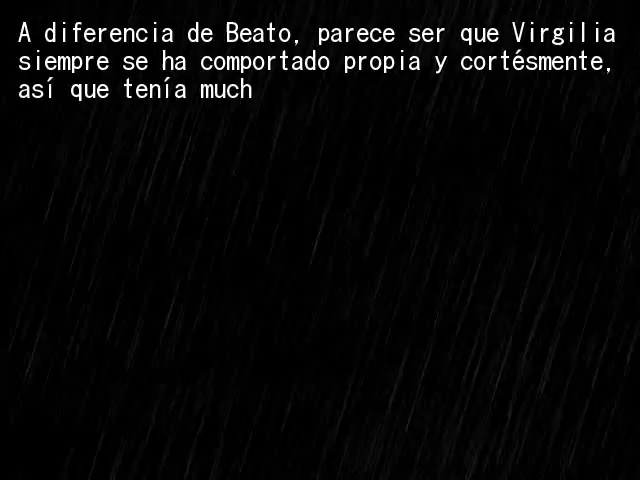 A diferencia de Beato, parece ser que Virgilia
siempre se ha comportado propia y cortésmente,
así que tenía much